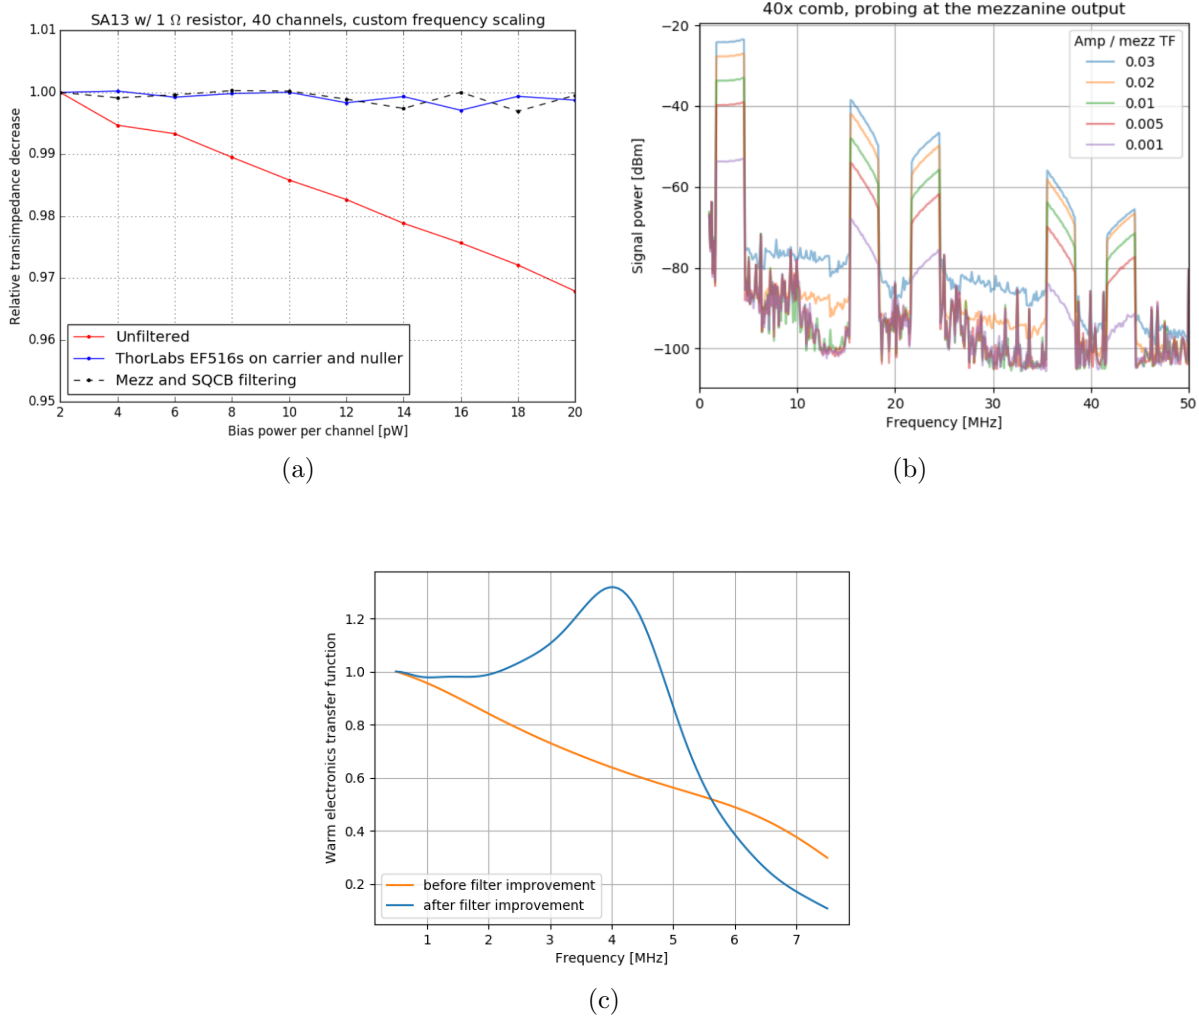 SA13 w/ 1 Ω resistor, 40 channels, custom frequency scaling
1.01
1.00
0.99
0.98
0.97
0.96
0.95
Relative transimpedance decrease
Unfiltered
ThorLabs EF516s on carrier and nuller
Mezz and SQCB filtering
2 4 6 8 10 12 14 16 18 20
Bias power per channel [pW]
(a)
40x comb, probing at the mezzanine output
−20
−40
−60
−80
−100
Signal power [dBm]
Amp / mezz TF
0.03
0.02
0.01
0.005
0.001
0 10 20 30 40 50
Frequency [MHz]
(b)
1.2
1.0
0.8
0.6
0.4
0.2
Warm electronics transfer function
before filter improvement
after filter improvement
1 2 3 4 5 6 7
Frequency [MHz]
(c)